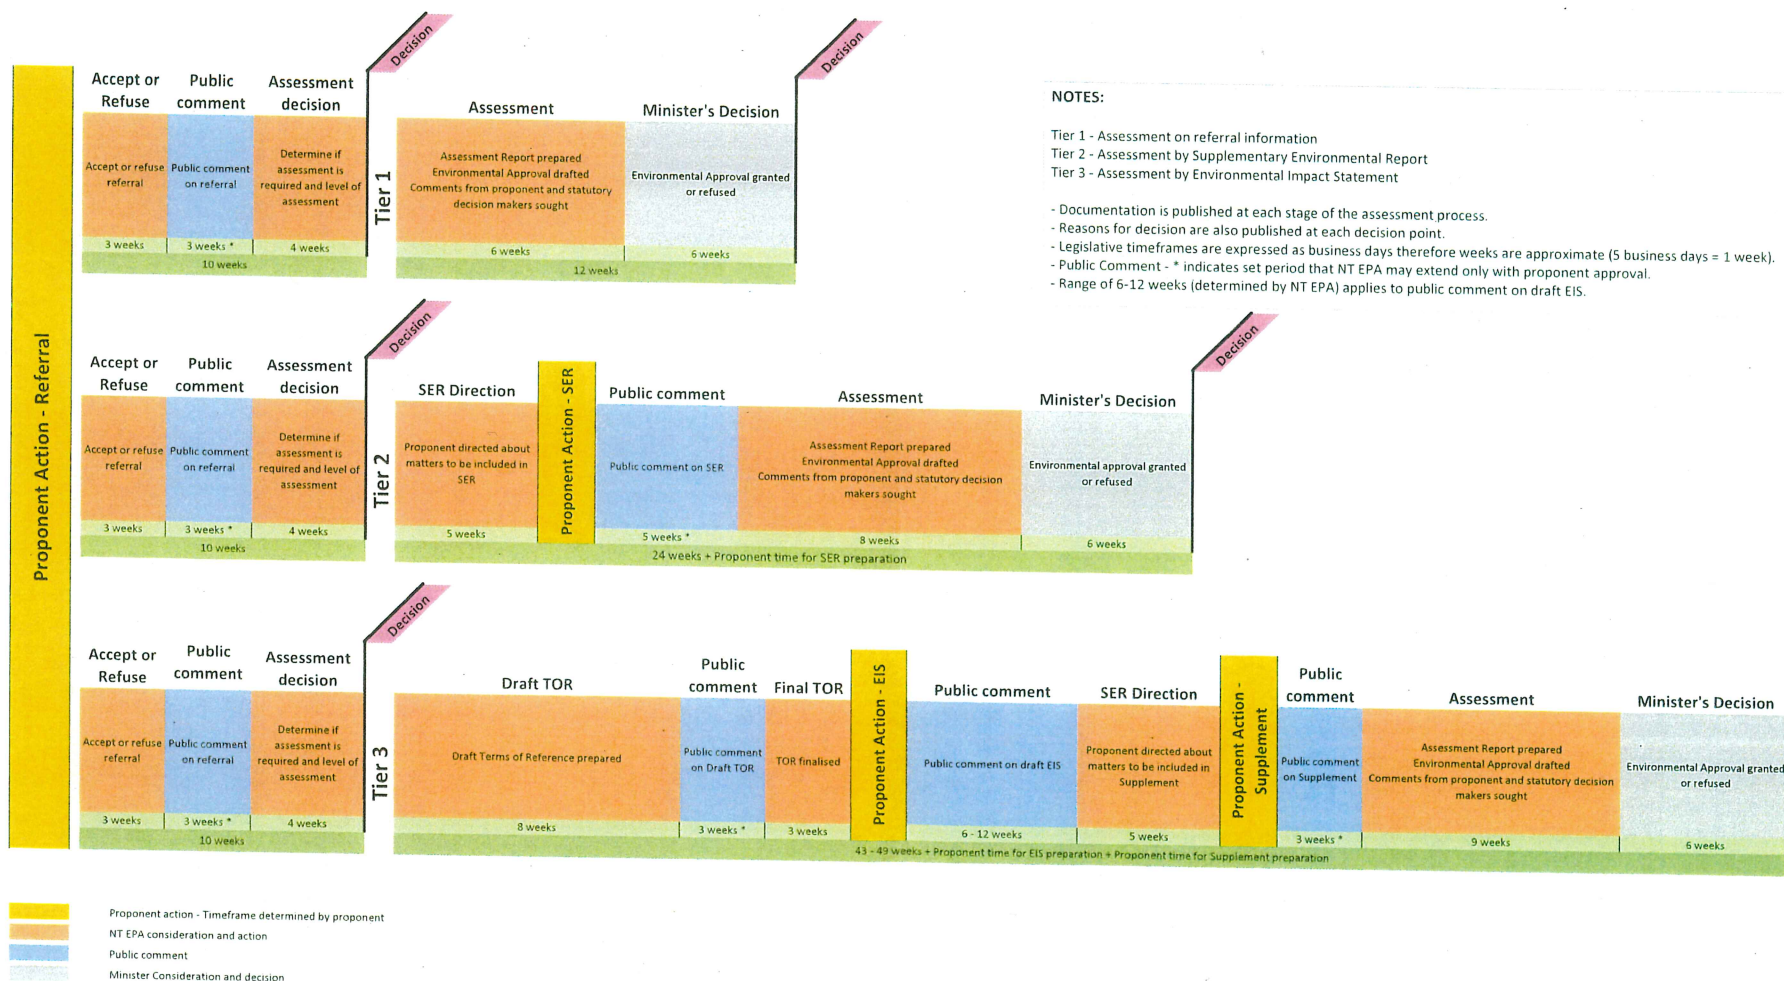 Proponent Action - Referral
Accept or
Refuse
Public
comment
Assessment
decision
Decision
Accept or refuse
referral
Public comment
on referral
Determine if
assessment is
required and level of
assessment
3 weeks
3 weeks *
4 weeks
10 weeks
Tier 1
Assessment
Minister's Decision
Decision
Assessment Report prepared
Environmental Approval drafted
Comments from proponent and statutory
decision makers sought
Environmental Approval granted
or refused
6 weeks
6 weeks
12 weeks
NOTES:
Tier 1 - Assessment on referral information
Tier 2 - Assessment by Supplementary Environmental Report
Tier 3 - Assessment by Environmental Impact Statement
- Documentation is published at each stage of the assessment process.
- Reasons for decision are also published at each decision point.
- Legislative timeframes are expressed as business days therefore weeks are approximate (5 business days = 1 week).
- Public Comment - * indicates set period that NT EPA may extend only with proponent approval.
- Range of 6-12 weeks (determined by NT EPA) applies to public comment on draft EIS.
Accept or
Refuse
Public
comment
Assessment
decision
Decision
Accept or refuse
referral
Public comment
on referral
Determine if
assessment is
required and level of
assessment
3 weeks
3 weeks *
4 weeks
10 weeks
Tier 2
SER Direction
Proponent directed about
matters to be included in
SER
5 weeks
Proponent Action - SER
Public comment
Public comment on SER
5 weeks *
Assessment
Assessment Report prepared
Environmental Approval drafted
Comments from proponent and statutory decision
makers sought
8 weeks
Minister's Decision
Environmental approval granted
or refused
6 weeks
Decision
24 weeks + Proponent time for SER preparation
Accept or
Refuse
Public
comment
Assessment
decision
Decision
Accept or refuse
referral
Public comment
on referral
Determine if
assessment is
required and level of
assessment
3 weeks
3 weeks *
4 weeks
10 weeks
Tier 3
Draft TOR
Draft Terms of Reference prepared
8 weeks
Public
comment
Public comment
on Draft TOR
3 weeks *
Final TOR
TOR finalised
3 weeks
Proponent Action - EIS
Public comment
Public comment on draft EIS
6 - 12 weeks
SER Direction
Proponent directed about
matters to be included in
Supplement
5 weeks
Proponent Action -
Supplement
Public
comment
Public comment
on Supplement
3 weeks *
Assessment
Assessment Report prepared
Environmental Approval drafted
Comments from proponent and statutory decision
makers sought
9 weeks
Minister's Decision
Environmental Approval granted
or refused
6 weeks
43 - 49 weeks + Proponent time for EIS preparation + Proponent time for Supplement preparation
Proponent action - Timeframe determined by proponent
NT EPA consideration and action
Public comment
Minister Consideration and decision